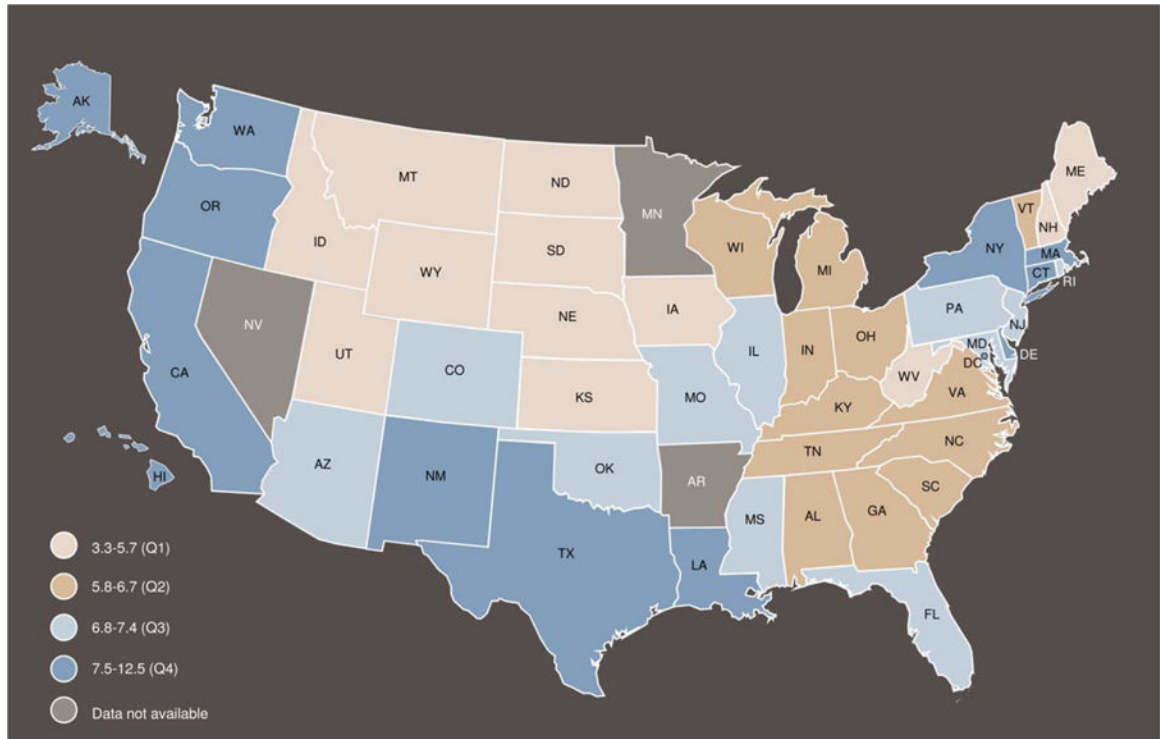 AK
WA
MT
ND
MN
ME
VT
NH
OR
ID
SD
WI
MI
NY
MA
CT
RI
WY
IA
PA
NJ
NV
NE
OH
MD
DE
UT
CO
IL
IN
DC
WV
VA
CA
KS
MO
KY
NC
TN
AZ
NM
OK
AR
SC
HI
MS
AL
GA
TX
LA
FL
3.3-5.7 (Q1)
5.8-6.7 (Q2)
6.8-7.4 (Q3)
7.5-12.5 (Q4)
Data not available